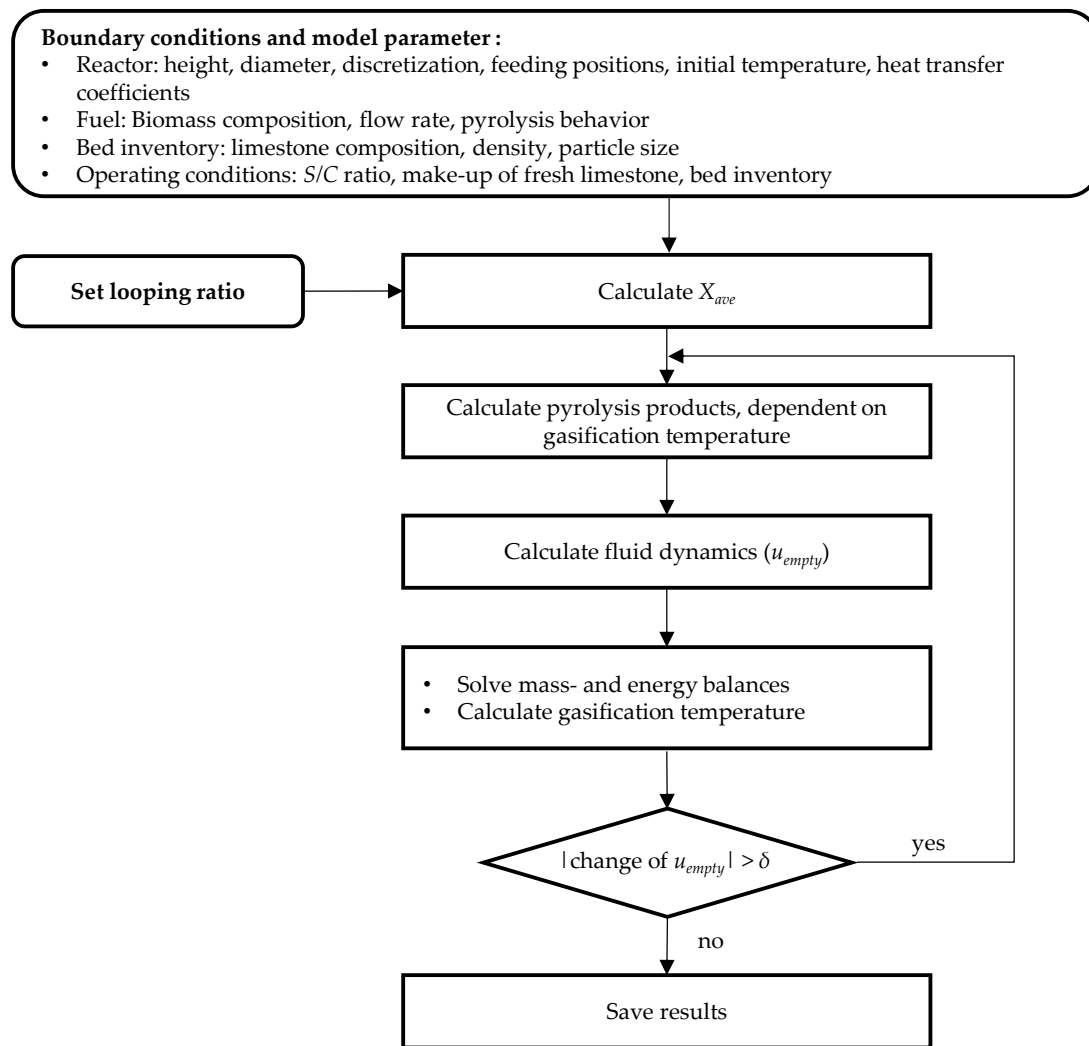 Boundary conditions and model parameter :
• Reactor: height, diameter, discretization, feeding positions, initial temperature, heat transfer
coefficients
• Fuel: Biomass composition, flow rate, pyrolysis behavior
• Bed inventory: limestone composition, density, particle size
• Operating conditions: S/C ratio, make-up of fresh limestone, bed inventory
Set looping ratio
Calculate X_ave
Calculate pyrolysis products, dependent on
gasification temperature
Calculate fluid dynamics (u_empty)
• Solve mass- and energy balances
• Calculate gasification temperature
|change of u_empty| > δ
yes
no
Save results